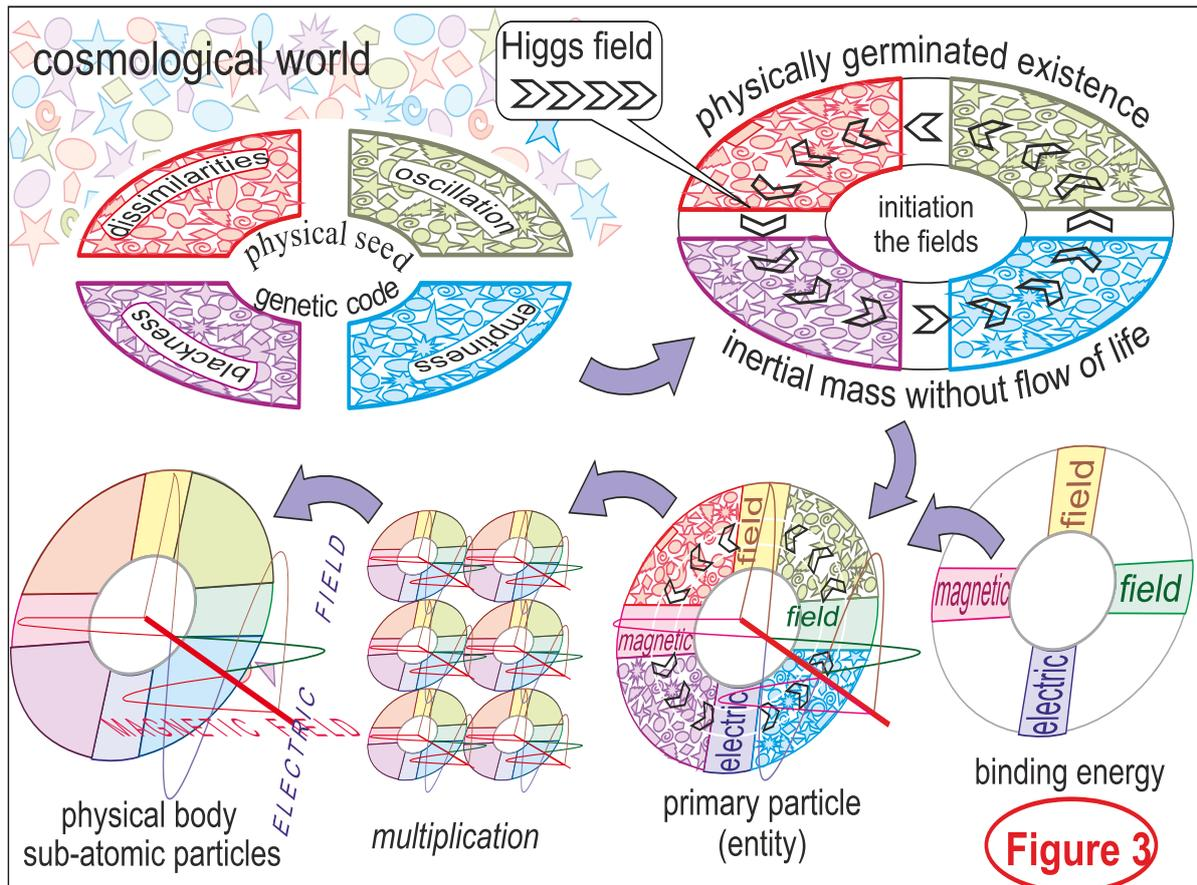 cosmological world
Higgs field
physically germinated existence
dissimilarities
oscillation
physical seed
genetic code
blackness
emptiness
initiation
the fields
inertial mass without flow of life
field
magnetic
field
electric
field
magnetic
field
electric
ELECTRIC FIELD
MAGNETIC FIELD
binding energy
primary particle
(entity)
multiplication
physical body
sub-atomic particles
Figure 3